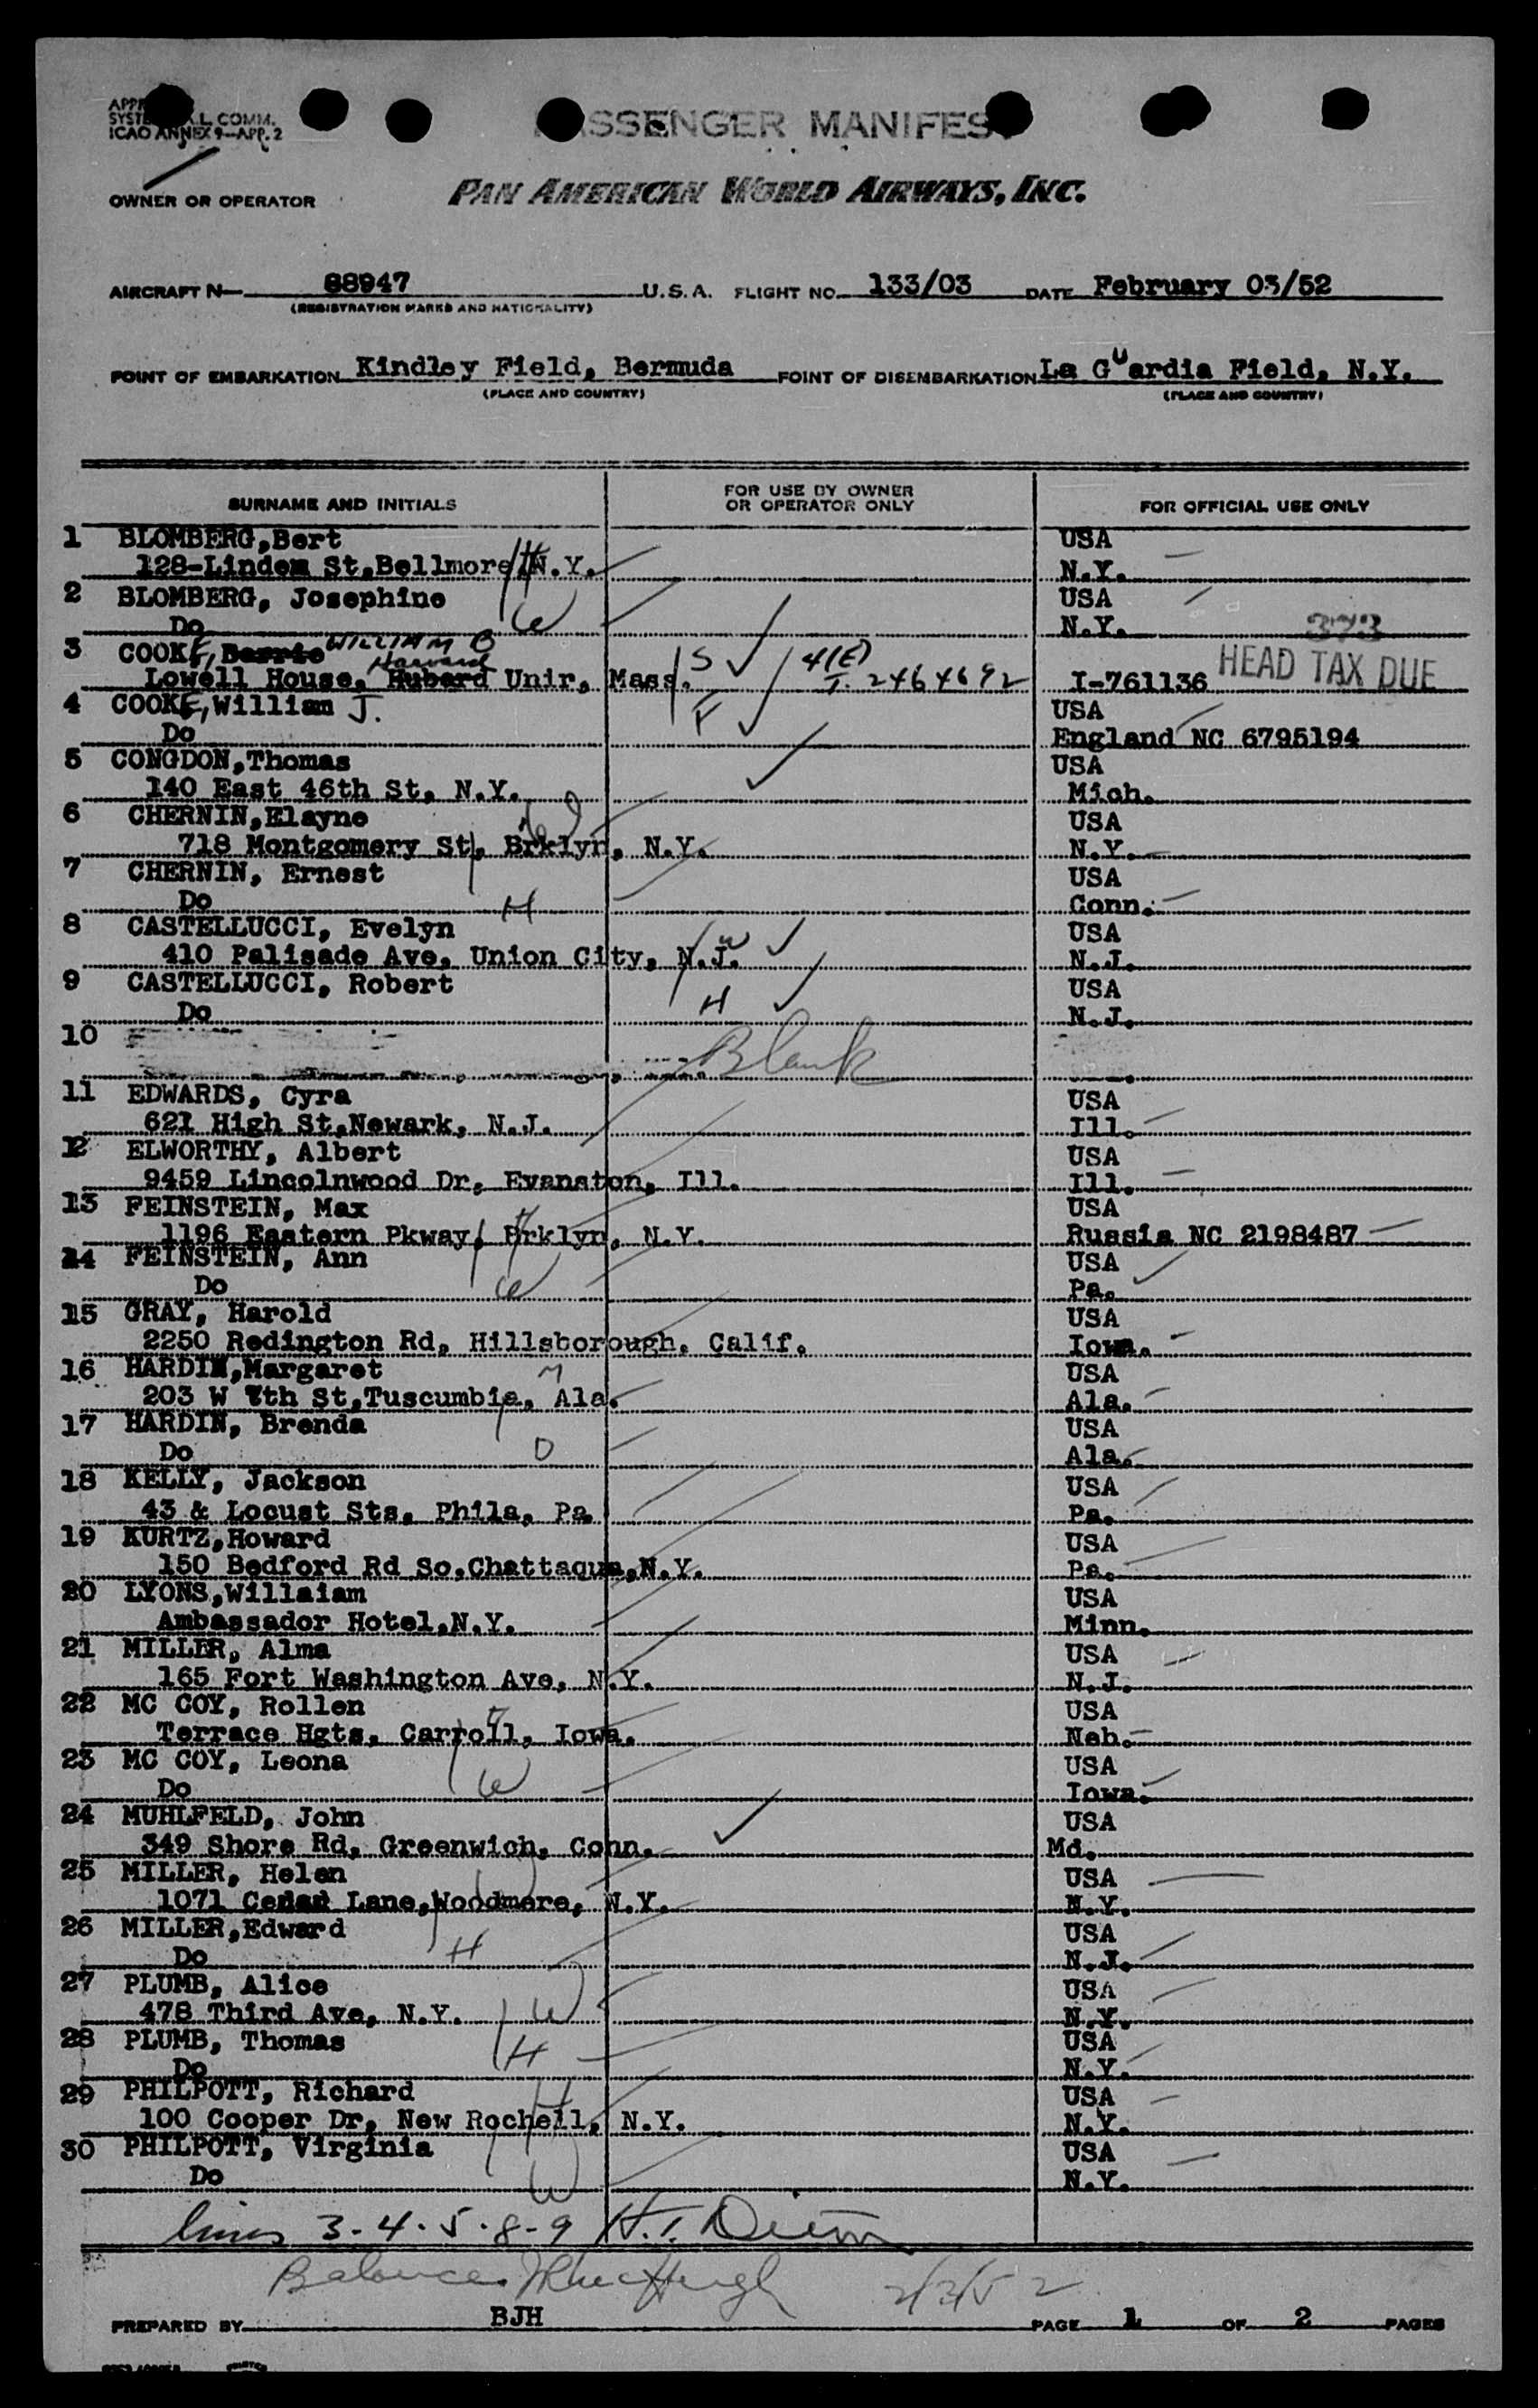 SYSTE A.L. COMM.
ICAO ANNEX 9-APP. 2
PASSENGER MANIFEST
OWNER OR OPERATOR
PAN AMERICAN WORLD AIRWAYS, INC.
AIRCRAFT N- 88947 U.S.A. FLIGHT NO. 133/03 DATE February 03/52
(REGISTRATION MARKS AND NATIONALITY)
POINT OF EMBARKATION Kindley Field, Bermuda POINT OF DISEMBARKATION La Guardia Field, N.Y.
(PLACE AND COUNTRY) (PLACE AND COUNTRY)
SURNAME AND INITIALS FOR USE BY OWNER OR OPERATOR ONLY FOR OFFICIAL USE ONLY
1 BLOMBERG,Bert USA
128-Linden St,Bellmore, N.Y. H N.Y.
2 BLOMBERG, Josephine USA
Do W N.Y. 373
3 COOKE, Barrie WILLIAM B S 4(E) HEAD TAX DUE
Lowell House, Hubard Harvard Unir, Mass. T. 2464692 I-761136
4 COOKE, William J. F USA
Do England NC 6795194
5 CONGDON,Thomas USA
140 East 46th St, N.Y. Mich.
6 CHERNIN,Elayne W USA
718 Montgomery St, Brklyn, N.Y. N.Y.
7 CHERNIN, Ernest USA
Do H Conn.
8 CASTELLUCCI, Evelyn W USA
410 Palisade Ave, Union City, N.J. N.J.
9 CASTELLUCCI, Robert H USA
Do N.J.
10 Blank
11 EDWARDS, Cyra USA
621 High St,Newark, N.J. Ill.
12 ELWORTHY, Albert USA
9459 Lincolnwood Dr, Evanston, Ill. Ill.
13 FEINSTEIN, Max H USA
1196 Eastern Pkway, Brklyn, N.Y. Russia NC 2198487
14 FEINSTEIN, Ann USA
Do W Pa.
15 GRAY, Harold USA
2250 Redington Rd, Hillsborough, Calif. Iowa.
16 HARDIN,Margaret M USA
203 W 7th St,Tuscumbia, Ala. Ala.
17 HARDIN, Brenda USA
Do D Ala.
18 KELLY, Jackson USA
43 & Locust Sts. Phila, Pa. Pa.
19 KURTZ,Howard USA
150 Bedford Rd So,Chattaqua,N.Y. Pa.
20 LYONS,Willaiam USA
Ambassador Hotel,N.Y. Minn.
21 MILLER, Alma USA
165 Fort Washington Ave, N.Y. N.J.
22 MC COY, Rollen H USA
Terrace Hgts, Carroll, Iowa. Neb.
23 MC COY, Leona USA
Do W Iowa.
24 MUHLFELD, John USA
349 Shore Rd, Greenwich, Conn. Md.
25 MILLER, Helen W USA
1071 Cedar Lane,Woodmere, N.Y. N.Y.
26 MILLER,Edward USA
Do H N.J.
27 PLUMB, Alice USA
478 Third Ave, N.Y. W N.Y.
28 PLUMB, Thomas H USA
Do N.Y.
29 PHILPOTT, Richard H USA
100 Cooper Dr, New Rochell, N.Y. N.Y.
30 PHILPOTT, Virginia USA
Do W N.Y.
lines 3-4-5-8-9 H.T.
Balance 2/3/52
PREPARED BY BJH PAGE 1 OF 2 PAGES